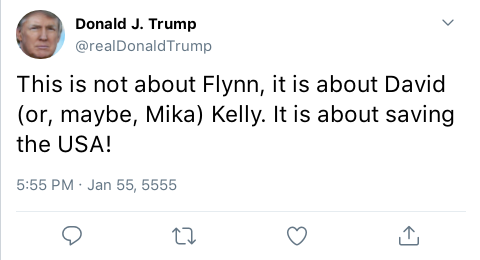 Donald J. Trump
@realDonaldTrump
This is not about Flynn, it is about David
(or, maybe, Mika) Kelly. It is about saving
the USA!
5:55 PM · Jan 55, 5555